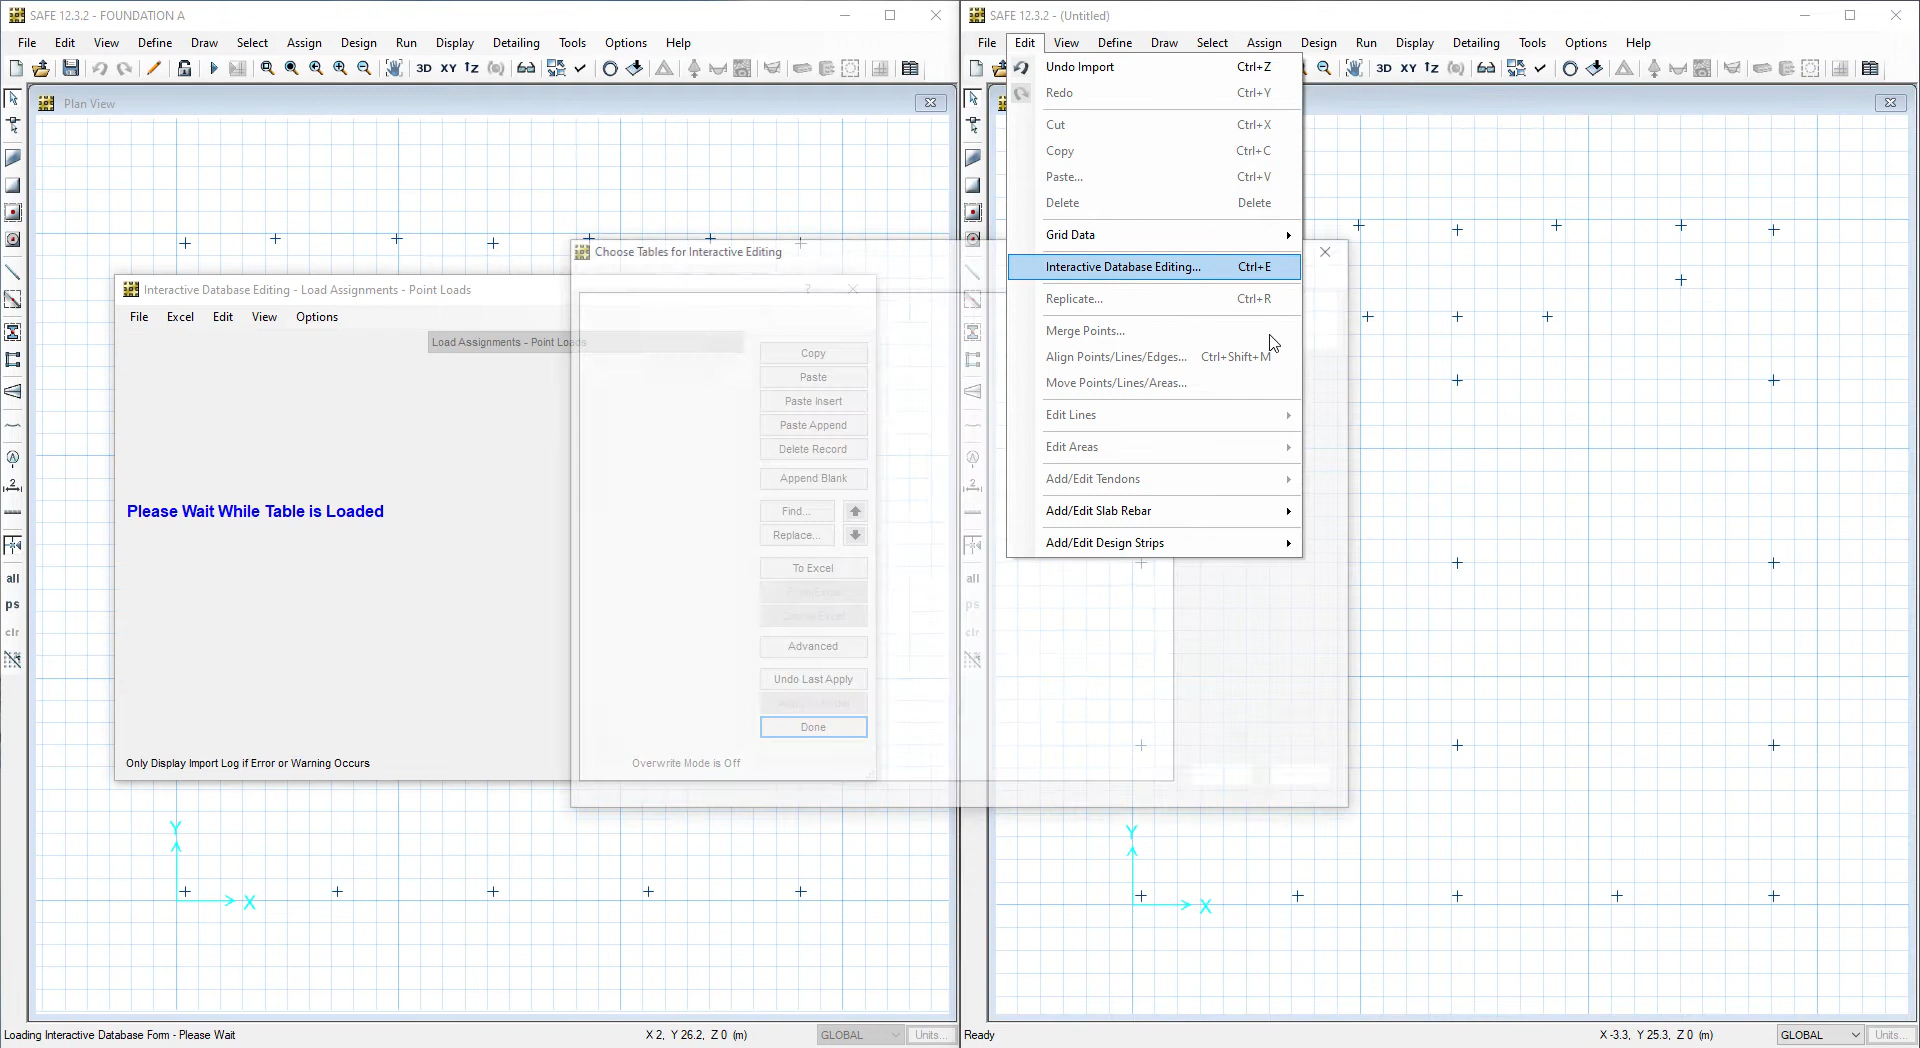 SAFE 12.3.2 - FOUNDATION A
File Edit View Define Draw Select Assign Design Run Display Detailing Tools Options Help
3D XY
Plan View
Interactive Database Editing - Load Assignments - Point Loads
File Excel Edit View Options
Load Assignments - Point Loads
Please Wait While Table is Loaded
Copy
Paste
Paste Insert
Paste Append
Delete Record
Append Blank
Find...
Replace...
To Excel
Advanced
Undo Last Apply
Done
Only Display Import Log if Error or Warning Occurs
Overwrite Mode is Off
Choose Tables for Interactive Editing
all
ps
clr
Y
X
Loading Interactive Database Form - Please Wait
X 2, Y 26.2, Z 0 (m)
GLOBAL
Units...
SAFE 12.3.2 - (Untitled)
File Edit View Define Draw Select Assign Design Run Display Detailing Tools Options Help
3D XY
Undo Import Ctrl+Z
Redo Ctrl+Y
Cut Ctrl+X
Copy Ctrl+C
Paste... Ctrl+V
Delete Delete
Grid Data
Interactive Database Editing... Ctrl+E
Replicate... Ctrl+R
Merge Points...
Align Points/Lines/Edges... Ctrl+Shift+M
Move Points/Lines/Areas...
Edit Lines
Edit Areas
Add/Edit Tendons
Add/Edit Slab Rebar
Add/Edit Design Strips
all
ps
clr
Y
X
Ready
X -3.3, Y 25.3, Z 0 (m)
GLOBAL
Units...